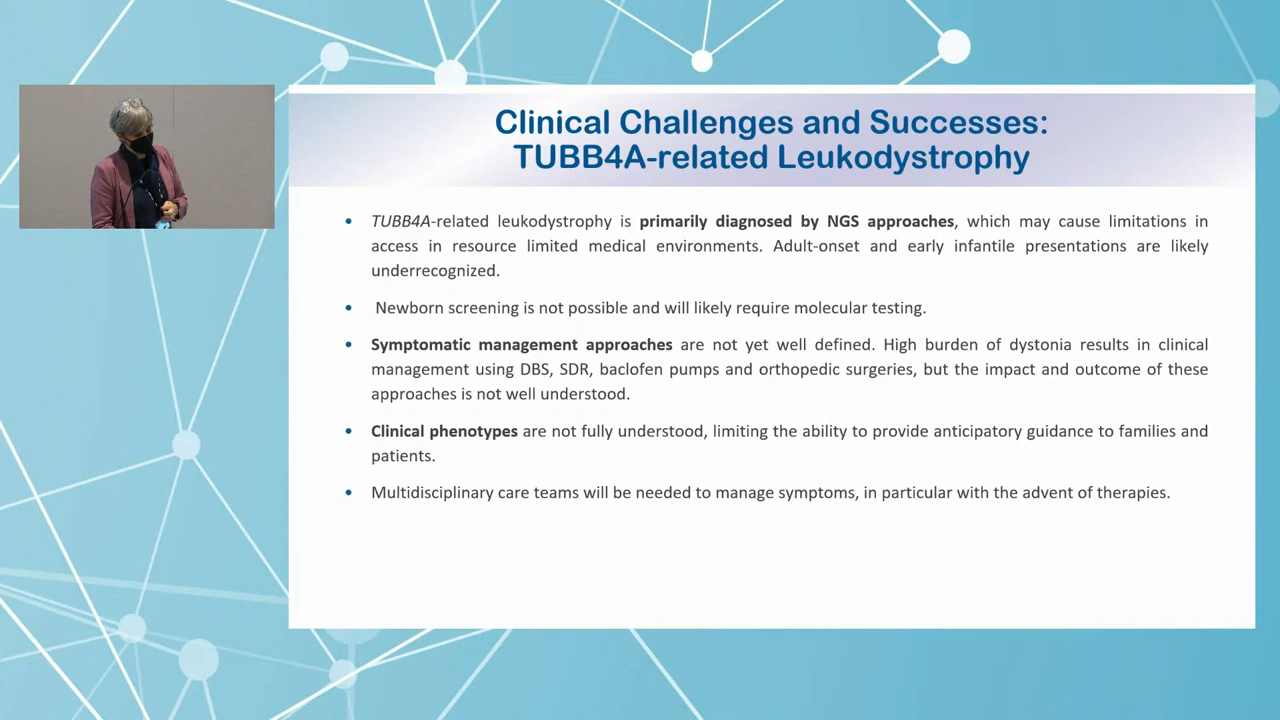 Clinical Challenges and Successes:
TUBB4A-related Leukodystrophy
• TUBB4A-related leukodystrophy is primarily diagnosed by NGS approaches, which may cause limitations in
access in resource limited medical environments. Adult-onset and early infantile presentations are likely
underrecognized.
• Newborn screening is not possible and will likely require molecular testing.
• Symptomatic management approaches are not yet well defined. High burden of dystonia results in clinical
management using DBS, SDR, baclofen pumps and orthopedic surgeries, but the impact and outcome of these
approaches is not well understood.
• Clinical phenotypes are not fully understood, limiting the ability to provide anticipatory guidance to families and
patients.
• Multidisciplinary care teams will be needed to manage symptoms, in particular with the advent of therapies.